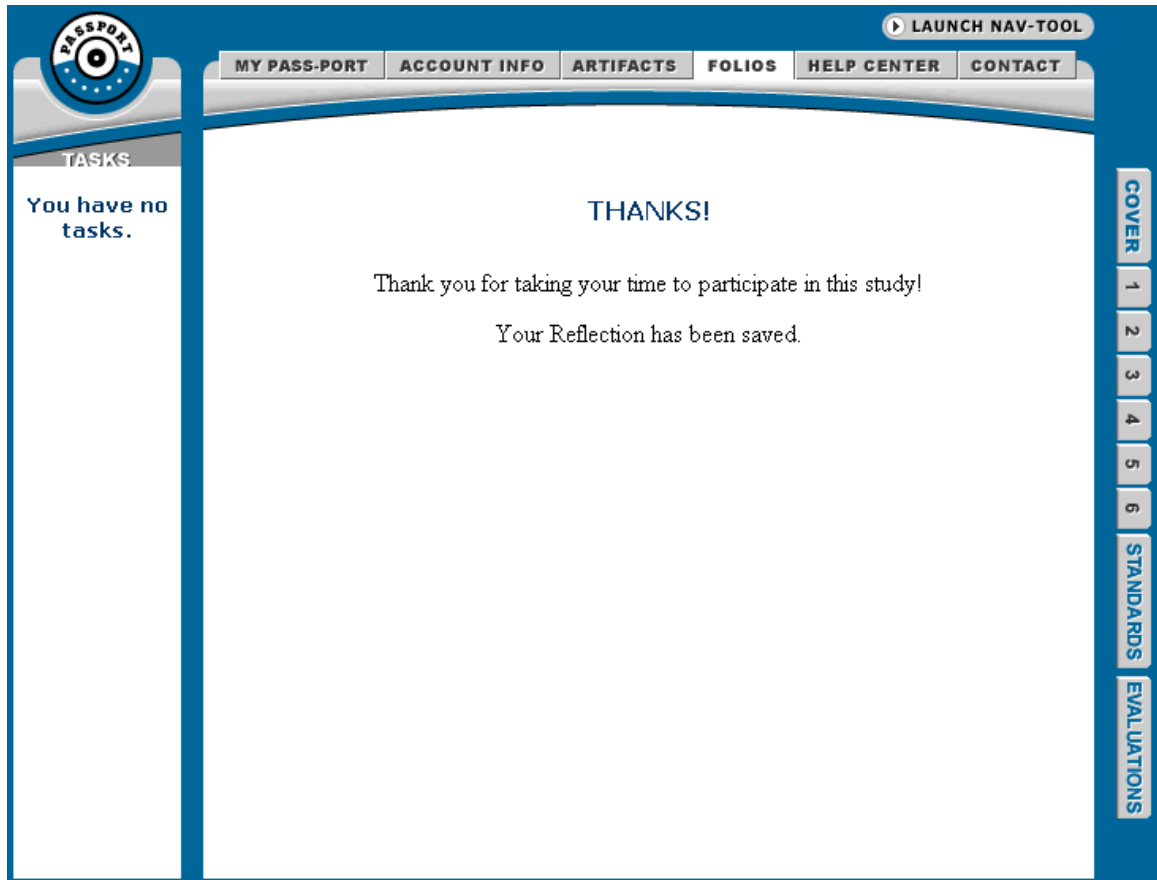 PASSPORT
LAUNCH NAV-TOOL
MY PASS-PORT ACCOUNT INFO ARTIFACTS FOLIOS HELP CENTER CONTACT
TASKS
You have no
tasks.
THANKS!
Thank you for taking your time to participate in this study!
Your Reflection has been saved.
COVER
1
2
3
4
5
6
STANDARDS
EVALUATIONS